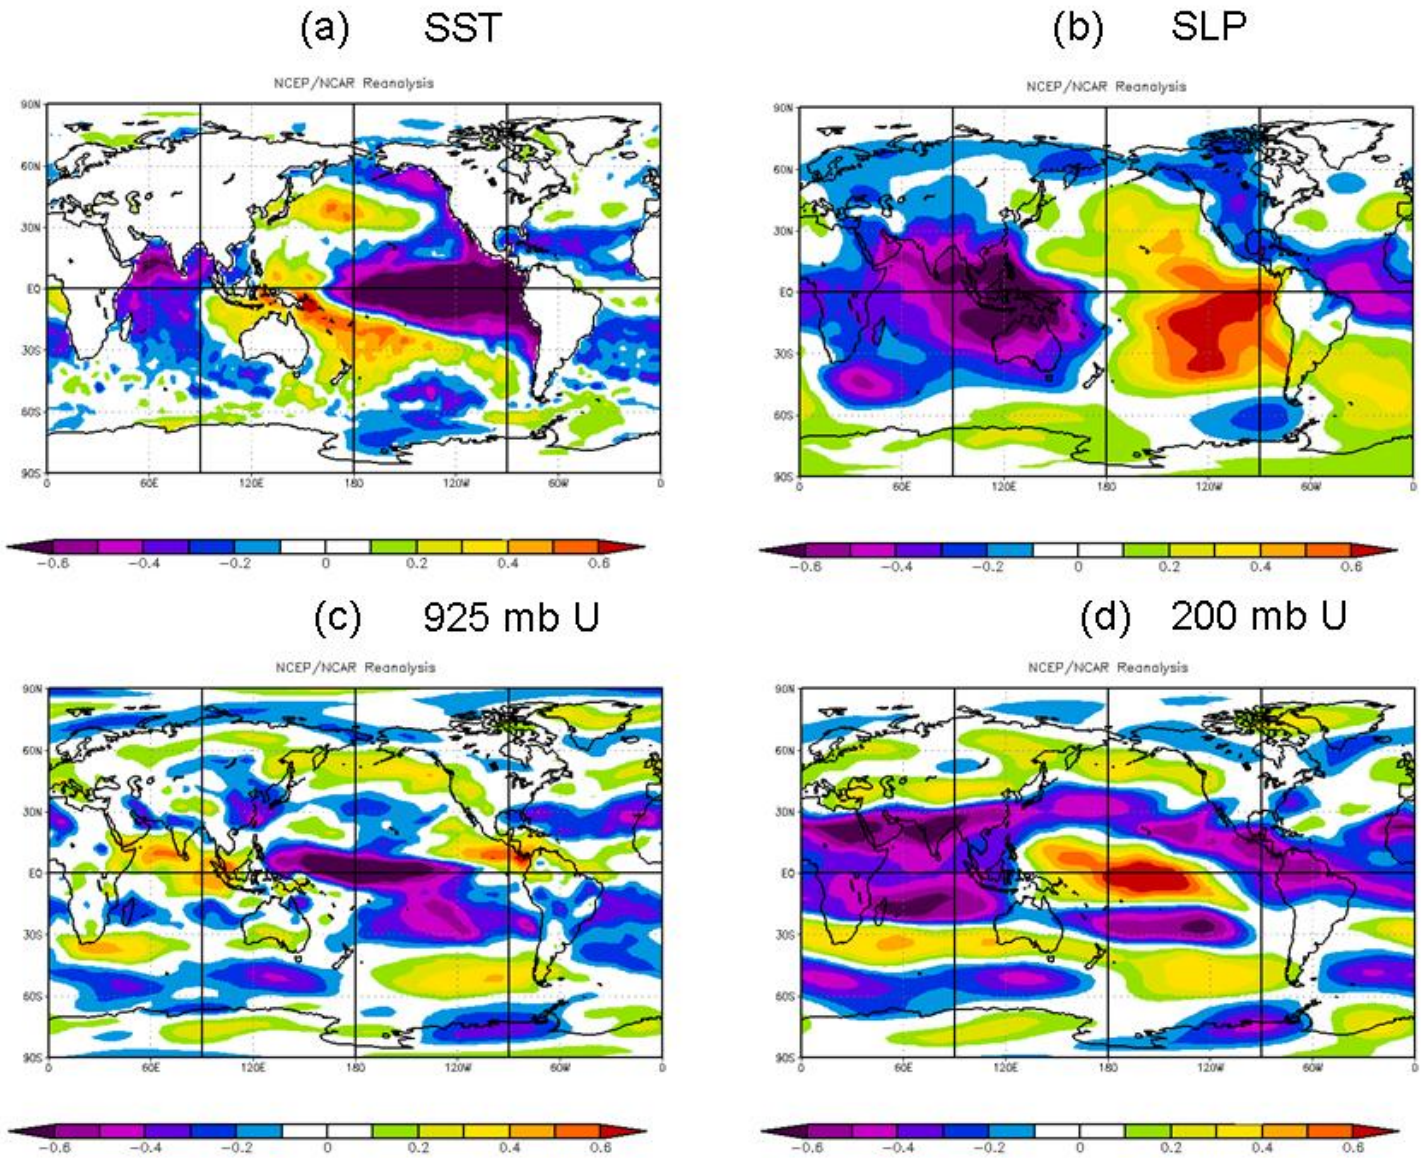 (a) SST
NCEP/NCAR Reanalysis
90N
60N
30N
EQ
30S
60S
90S
0 60E 120E 180 120W 60W 0
-0.6 -0.4 -0.2 0 0.2 0.4 0.6
(b) SLP
NCEP/NCAR Reanalysis
90N
60N
30N
EQ
30S
60S
90S
0 60E 120E 180 120W 60W 0
-0.6 -0.4 -0.2 0 0.2 0.4 0.6
(c) 925 mb U
NCEP/NCAR Reanalysis
90N
60N
30N
EQ
30S
60S
90S
0 60E 120E 180 120W 60W 0
-0.6 -0.4 -0.2 0 0.2 0.4 0.6
(d) 200 mb U
NCEP/NCAR Reanalysis
90N
60N
30N
EQ
30S
60S
90S
0 60E 120E 180 120W 60W 0
-0.6 -0.4 -0.2 0 0.2 0.4 0.6